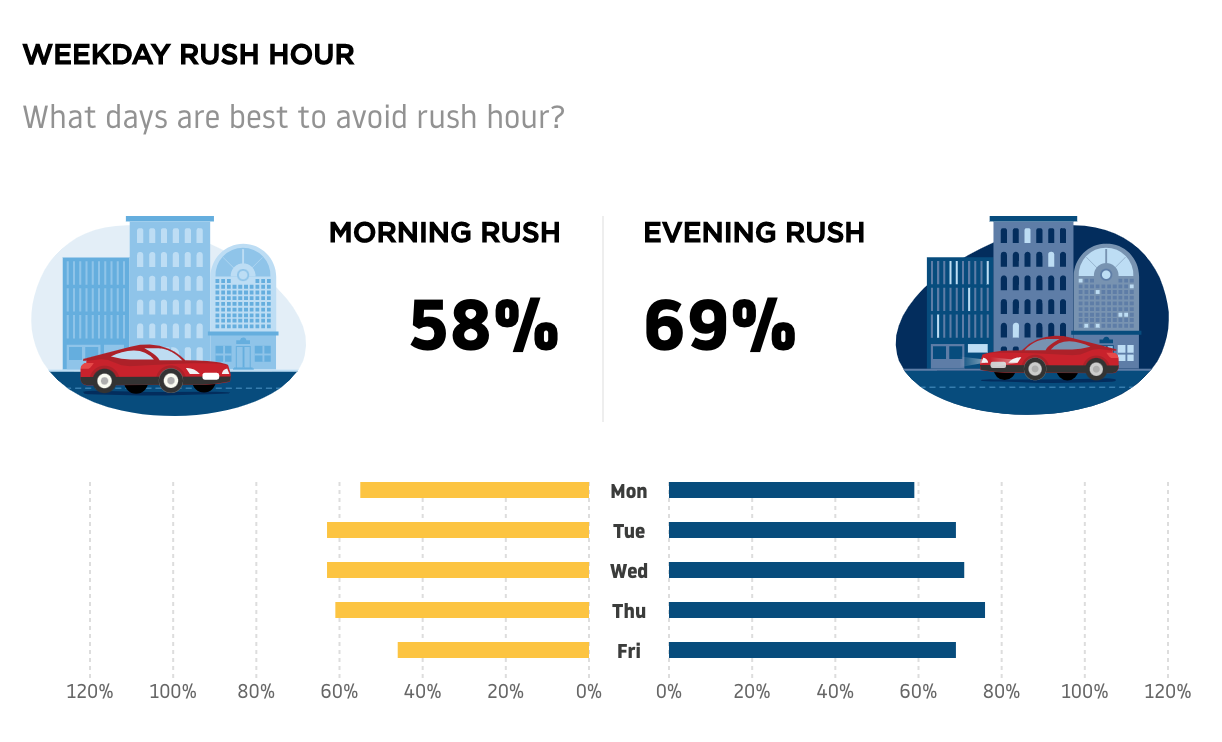 WEEKDAY RUSH HOUR
What days are best to avoid rush hour?
MORNING RUSH
58%
EVENING RUSH
69%
Mon
Tue
Wed
Thu
Fri
120% 100% 80% 60% 40% 20% 0% 0% 20% 40% 60% 80% 100% 120%